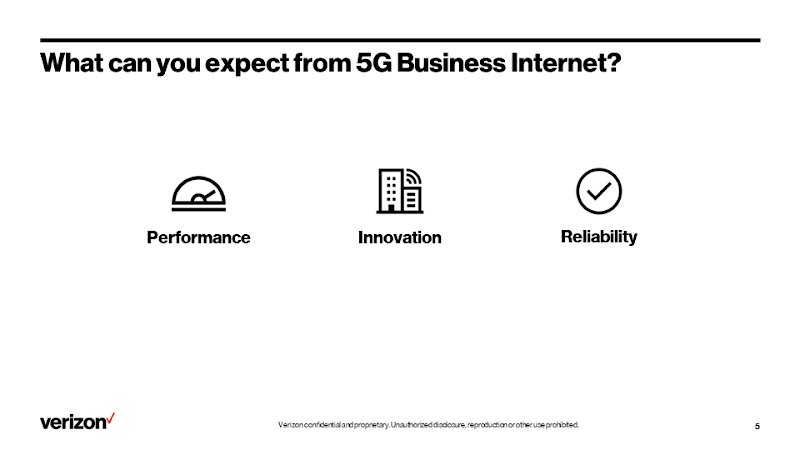 What can you expect from 5G Business Internet?
Performance
Innovation
Reliability
verizon
Verizon confidential and proprietary. Unauthorized disclosure, reproduction or other use prohibited.
5